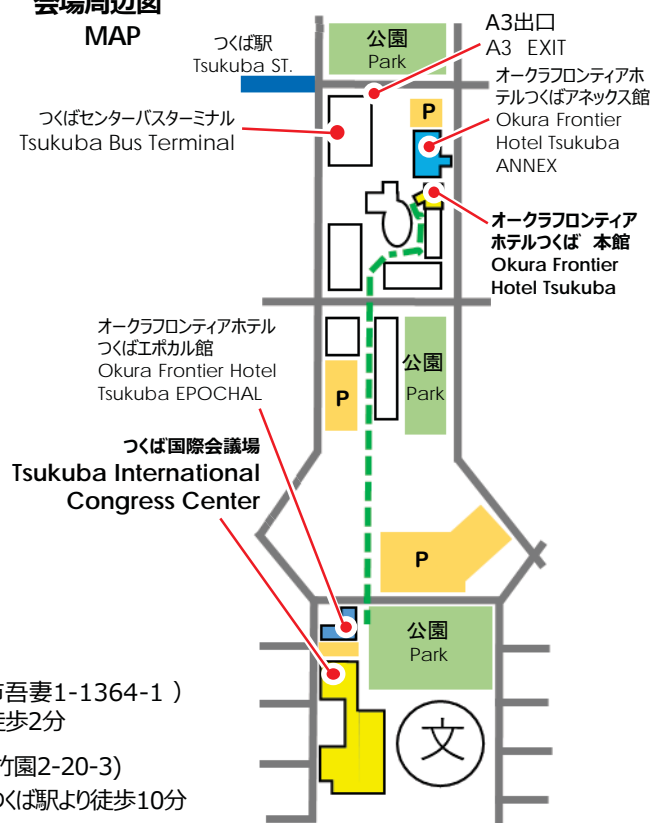 会場周辺図
MAP
つくば駅
Tsukuba ST.
公園
Park
A3出口
A3 EXIT
つくばセンターバスターミナル
Tsukuba Bus Terminal
P
オークラフロンティアホ
テルつくばアネックス館
Okura Frontier
Hotel Tsukuba
ANNEX
オークラフロンティア
ホテルつくば 本館
Okura Frontier
Hotel Tsukuba
オークラフロンティアホテル
つくばエポカル館
Okura Frontier Hotel
Tsukuba EPOCHAL
P
公園
Park
つくば国際会議場
Tsukuba International
Congress Center
P
公園
Park
文
吾妻1-1364-1 )
徒歩2分
竹園2-20-3)
つくば駅より徒歩10分